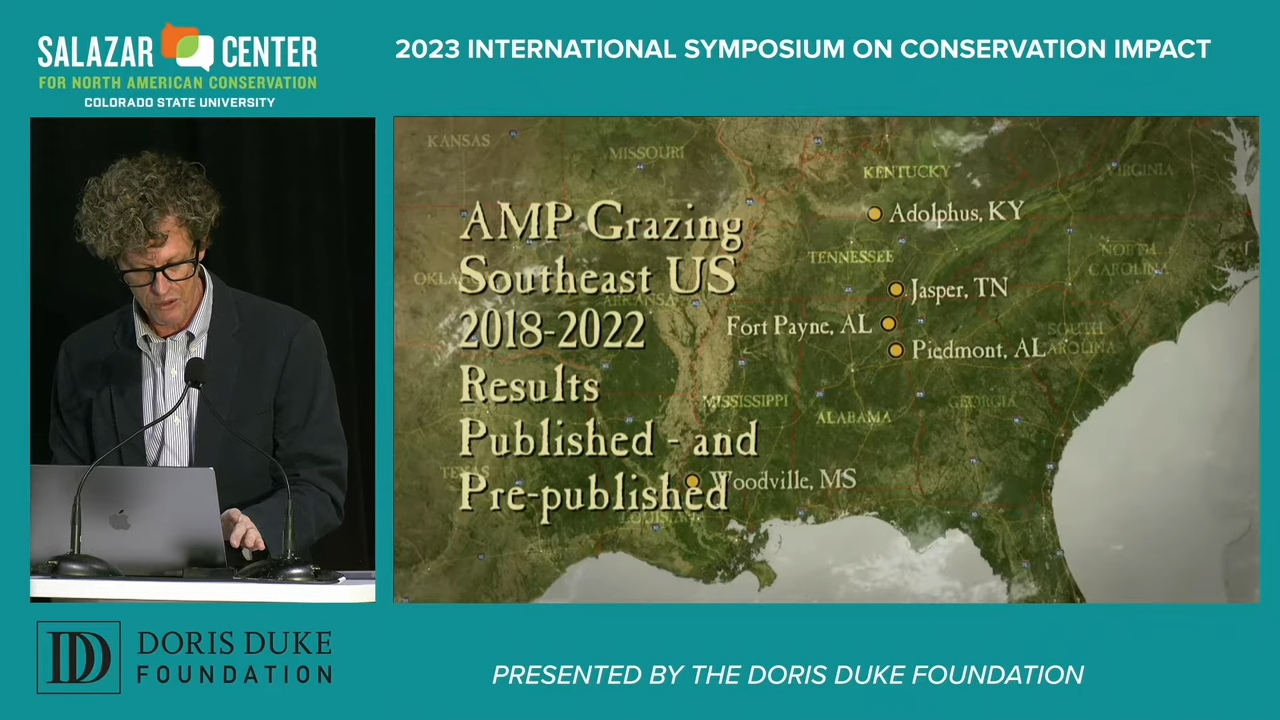 SALAZAR CENTER
FOR NORTH AMERICAN CONSERVATION
COLORADO STATE UNIVERSITY
2023 INTERNATIONAL SYMPOSIUM ON CONSERVATION IMPACT
KANSAS
MISSOURI
KENTUCKY
VIRGINIA
AMP Grazing
Southeast US
2018-2022
Results
Published - and
Pre-published
Adolphus, KY
TENNESSEE
NORTH
CAROLINA
Jasper, TN
Fort Payne, AL
SOUTH
CAROLINA
Piedmont, AL
MISSISSIPPI
ALABAMA
GEORGIA
TEXAS
Woodville, MS
LOUISIANA
DD
DORIS DUKE
FOUNDATION
PRESENTED BY THE DORIS DUKE FOUNDATION